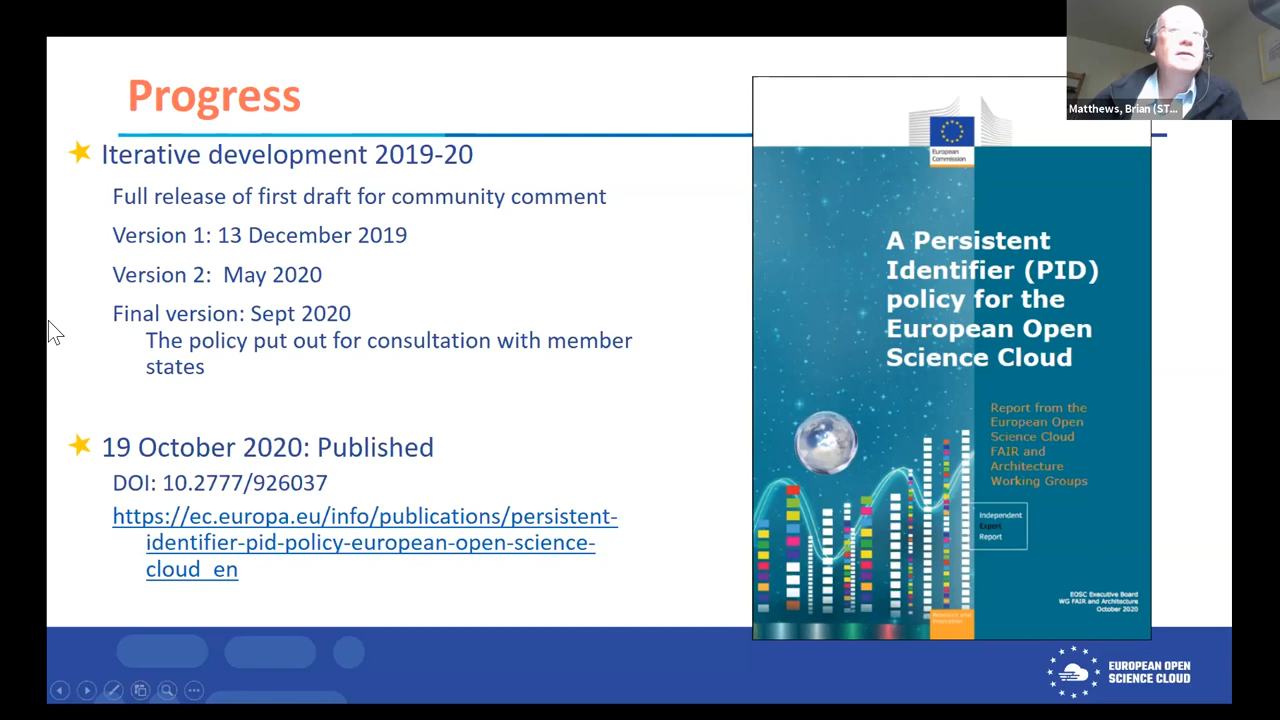 Progress
Iterative development 2019-20
Full release of first draft for community comment
Version 1: 13 December 2019
Version 2:  May 2020
Final version: Sept 2020
The policy put out for consultation with member
states
19 October 2020: Published
DOI: 10.2777/926037
https://ec.europa.eu/info/publications/persistent-
identifier-pid-policy-european-open-science-
cloud_en
European
Commission
A Persistent
Identifier (PID)
policy for the
European Open
Science Cloud
Report from the
European Open
Science Cloud
FAIR and
Architecture
Working Groups
Independent
Expert
Report
EOSC Executive Board
WG FAIR and Architecture
October 2020
Research and
Innovation
Matthews, Brian (ST...
EUROPEAN OPEN
SCIENCE CLOUD